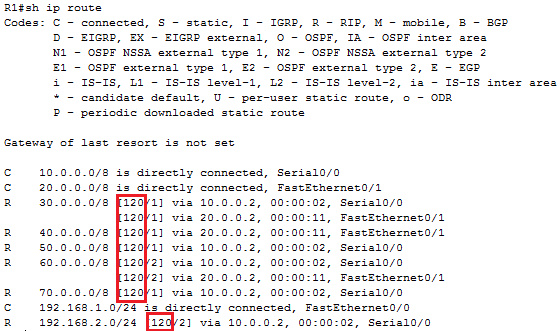 R1#sh ip route
Codes: C - connected, S - static, I - IGRP, R - RIP, M - mobile, B - BGP
       D - EIGRP, EX - EIGRP external, O - OSPF, IA - OSPF inter area
       N1 - OSPF NSSA external type 1, N2 - OSPF NSSA external type 2
       E1 - OSPF external type 1, E2 - OSPF external type 2, E - EGP
       i - IS-IS, L1 - IS-IS level-1, L2 - IS-IS level-2, ia - IS-IS inter area
       * - candidate default, U - per-user static route, o - ODR
       P - periodic downloaded static route
Gateway of last resort is not set
C    10.0.0.0/8 is directly connected, Serial0/0
C    20.0.0.0/8 is directly connected, FastEthernet0/1
R    30.0.0.0/8 [120/1] via 10.0.0.2, 00:00:02, Serial0/0
                [120/1] via 20.0.0.2, 00:00:11, FastEthernet0/1
R    40.0.0.0/8 [120/1] via 20.0.0.2, 00:00:11, FastEthernet0/1
R    50.0.0.0/8 [120/1] via 10.0.0.2, 00:00:02, Serial0/0
R    60.0.0.0/8 [120/2] via 10.0.0.2, 00:00:02, Serial0/0
                [120/2] via 20.0.0.2, 00:00:11, FastEthernet0/1
R    70.0.0.0/8 [120/1] via 10.0.0.2, 00:00:02, Serial0/0
C    192.168.1.0/24 is directly connected, FastEthernet0/0
R    192.168.2.0/24 [120/2] via 10.0.0.2, 00:00:02, Serial0/0